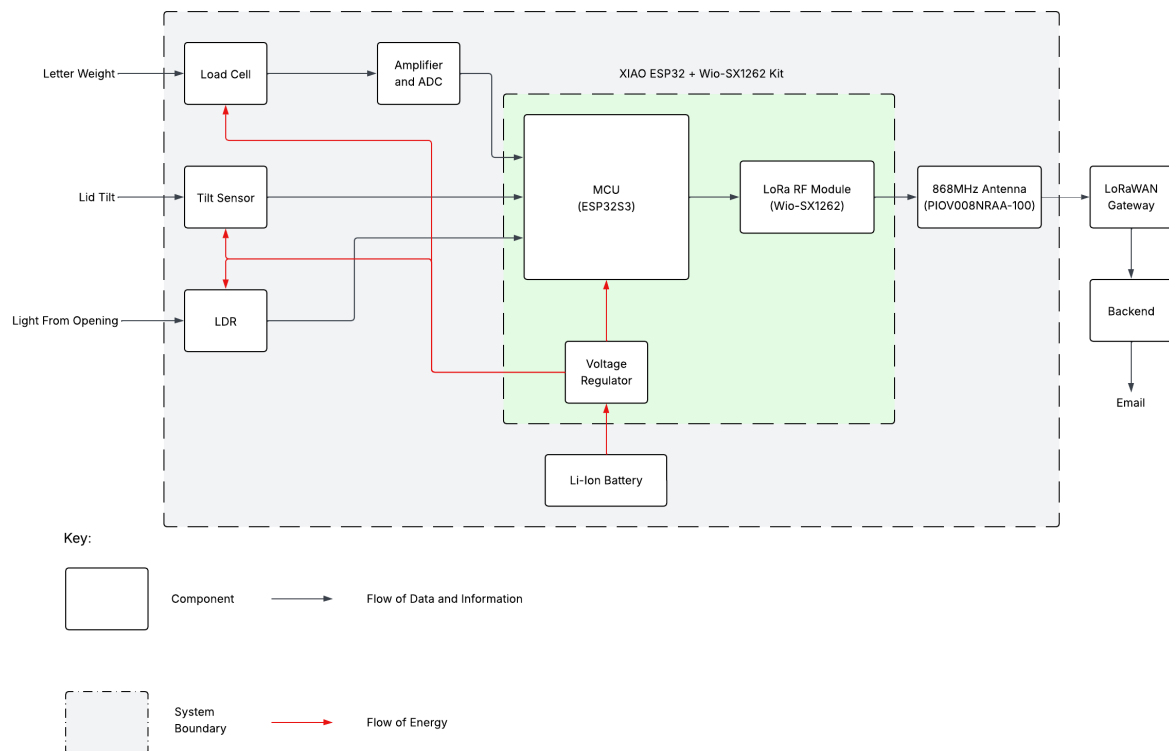 Letter Weight
Load Cell
Amplifier
and ADC
XIAO ESP32 + Wio-SX1262 Kit
Lid Tilt
Tilt Sensor
MCU
(ESP32S3)
LoRa RF Module
(Wio-SX1262)
868MHz Antenna
(PIOV008NRAA-100)
LoRaWAN
Gateway
Light From Opening
LDR
Backend
Voltage
Regulator
Email
Li-Ion Battery
Key:
Component
Flow of Data and Information
System
Boundary
Flow of Energy